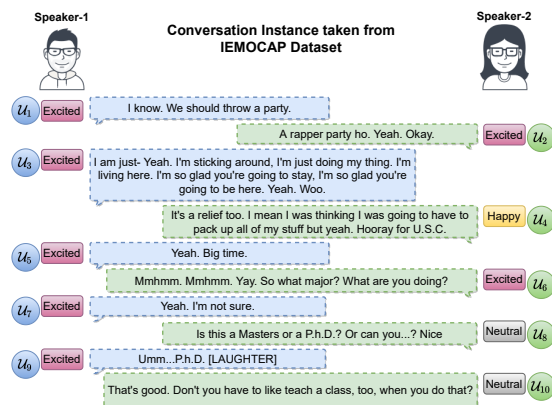 Speaker-1
Conversation Instance taken from
IEMOCAP Dataset
Speaker-2
U1 Excited I know. We should throw a party.
A rapper party ho. Yeah. Okay. Excited U2
U3 Excited I am just- Yeah. I'm sticking around, I'm just doing my thing. I'm
living here. I'm so glad you're going to stay, I'm so glad you're
going to be here. Yeah. Woo.
It's a relief too. I mean I was thinking I was going to have to
pack up all of my stuff but yeah. Hooray for U.S.C. Happy U4
U5 Excited Yeah. Big time.
Mmhmm. Mmhmm. Yay. So what major? What are you doing? Excited U6
U7 Excited Yeah. I'm not sure.
Is this a Masters or a P.h.D.? Or can you...? Nice Neutral U8
U9 Excited Umm...P.h.D. [LAUGHTER]
That's good. Don't you have to like teach a class, too, when you do that? Neutral U10